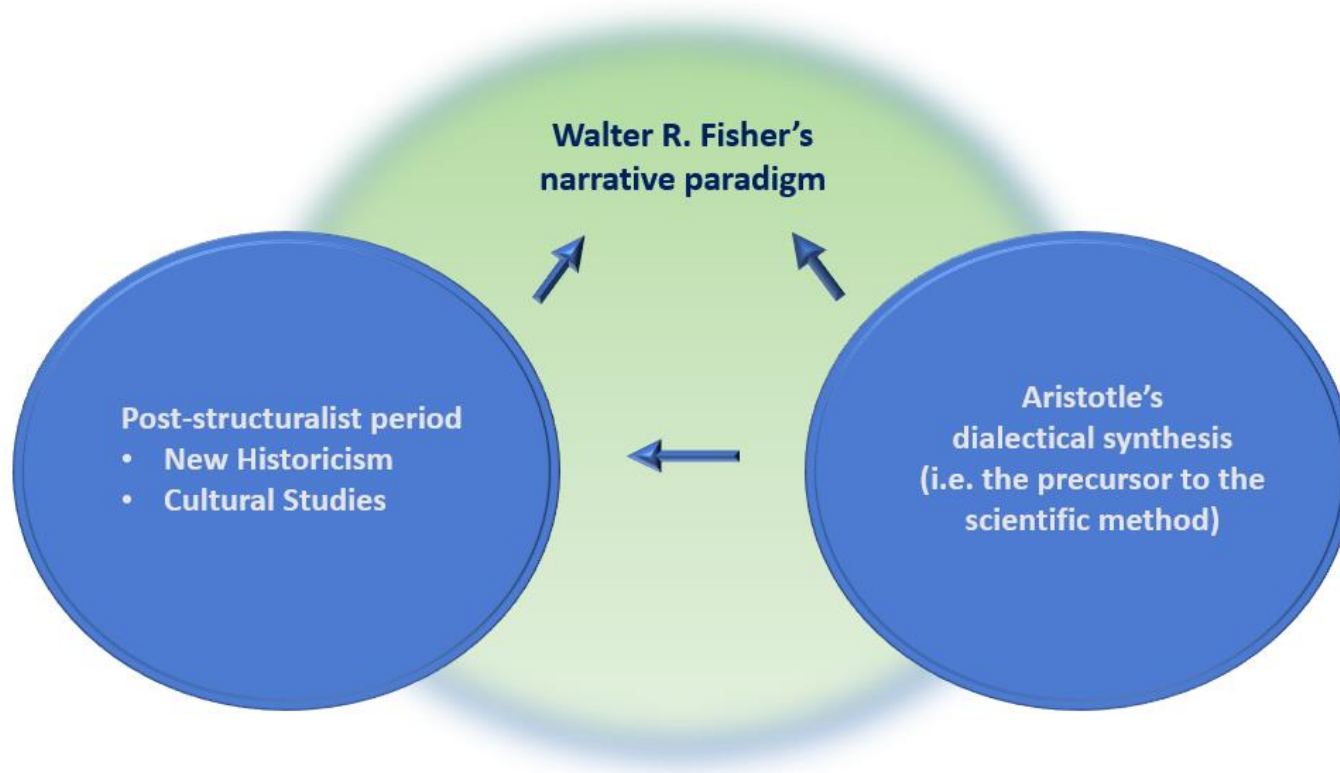 Walter R. Fisher's
narrative paradigm
Post-structuralist period
• New Historicism
• Cultural Studies
Aristotle's
dialectical synthesis
(i.e. the precursor to the
scientific method)